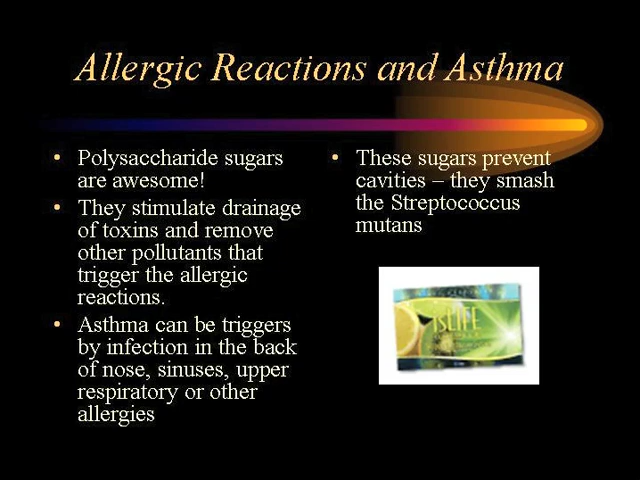 Allergic Reactions and Asthma
• Polysaccharide sugars
are awesome!
• They stimulate drainage
of toxins and remove
other pollutants that
trigger the allergic
reactions.
• Asthma can be triggers
by infection in the back
of nose, sinuses, upper
respiratory or other
allergies
• These sugars prevent
cavities – they smash
the Streptococcus
mutans